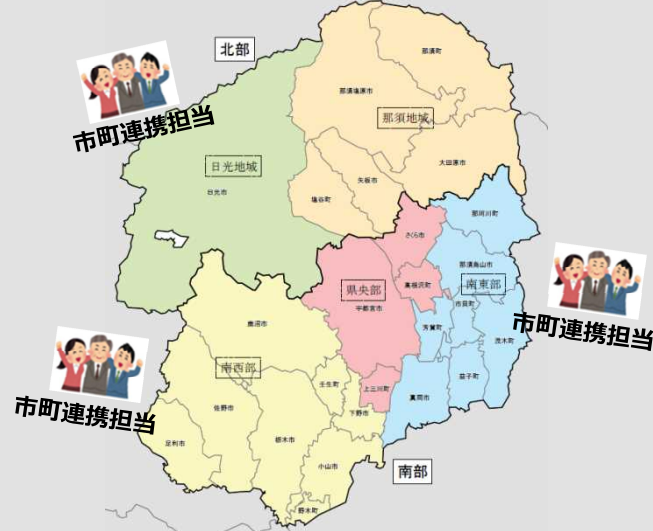 北部
那須町
那須塩原市
那須地域
市町連携担当
大田原市
日光地域
矢板市
日光市
塩谷町
那珂川町
さくら市
那須烏山市
高根沢町
南東部
県央部
宇都宮市
市貝町
鹿沼市
芳賀町
市町連携担当
茂木町
南西部
壬生町
上三川町
益子町
真岡市
市町連携担当
佐野市
下野市
足利市
栃木市
小山市
南部
野木町